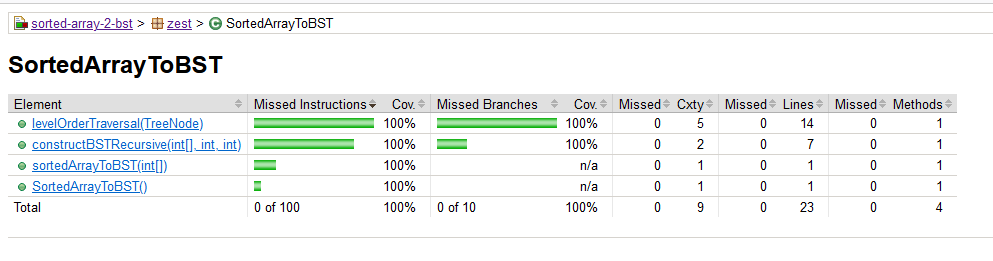 sorted-array-2-bst > zest > SortedArrayToBST
SortedArrayToBST
Element Missed Instructions Cov. Missed Branches Cov. Missed Cxty Missed Lines Missed Methods
levelOrderTraversal(TreeNode) 100% 100% 0 5 0 14 0 1
constructBSTRecursive(int[], int, int) 100% 100% 0 2 0 7 0 1
sortedArrayToBST(int[]) 100% n/a 0 1 0 1 0 1
SortedArrayToBST() 100% n/a 0 1 0 1 0 1
Total 0 of 100 100% 0 of 10 100% 0 9 0 23 0 4